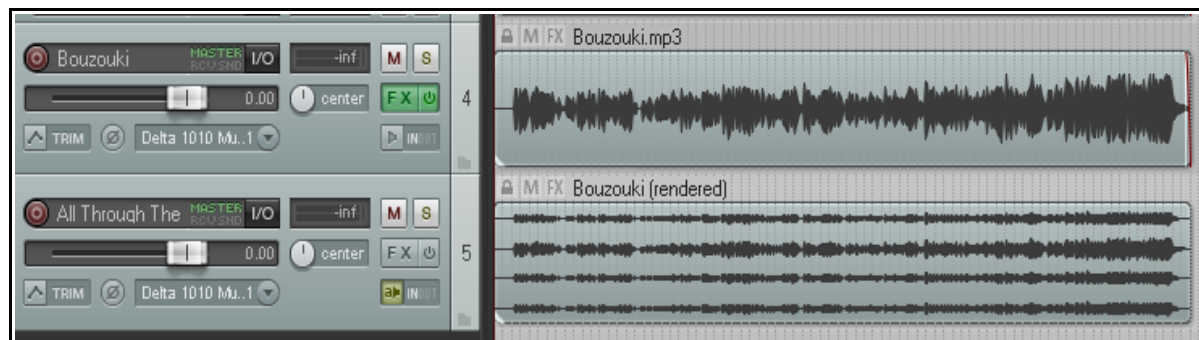 Bouzouki MASTER RCV SND I/O -inf M S
0.00 center FX 4
TRIM Ø Delta 1010 Mu..1 IN OUT
M FX Bouzouki.mp3
All Through The MASTER RCV SND I/O -inf M S
0.00 center FX 5
TRIM Ø Delta 1010 Mu..1 a IN OUT
M FX Bouzouki (rendered)